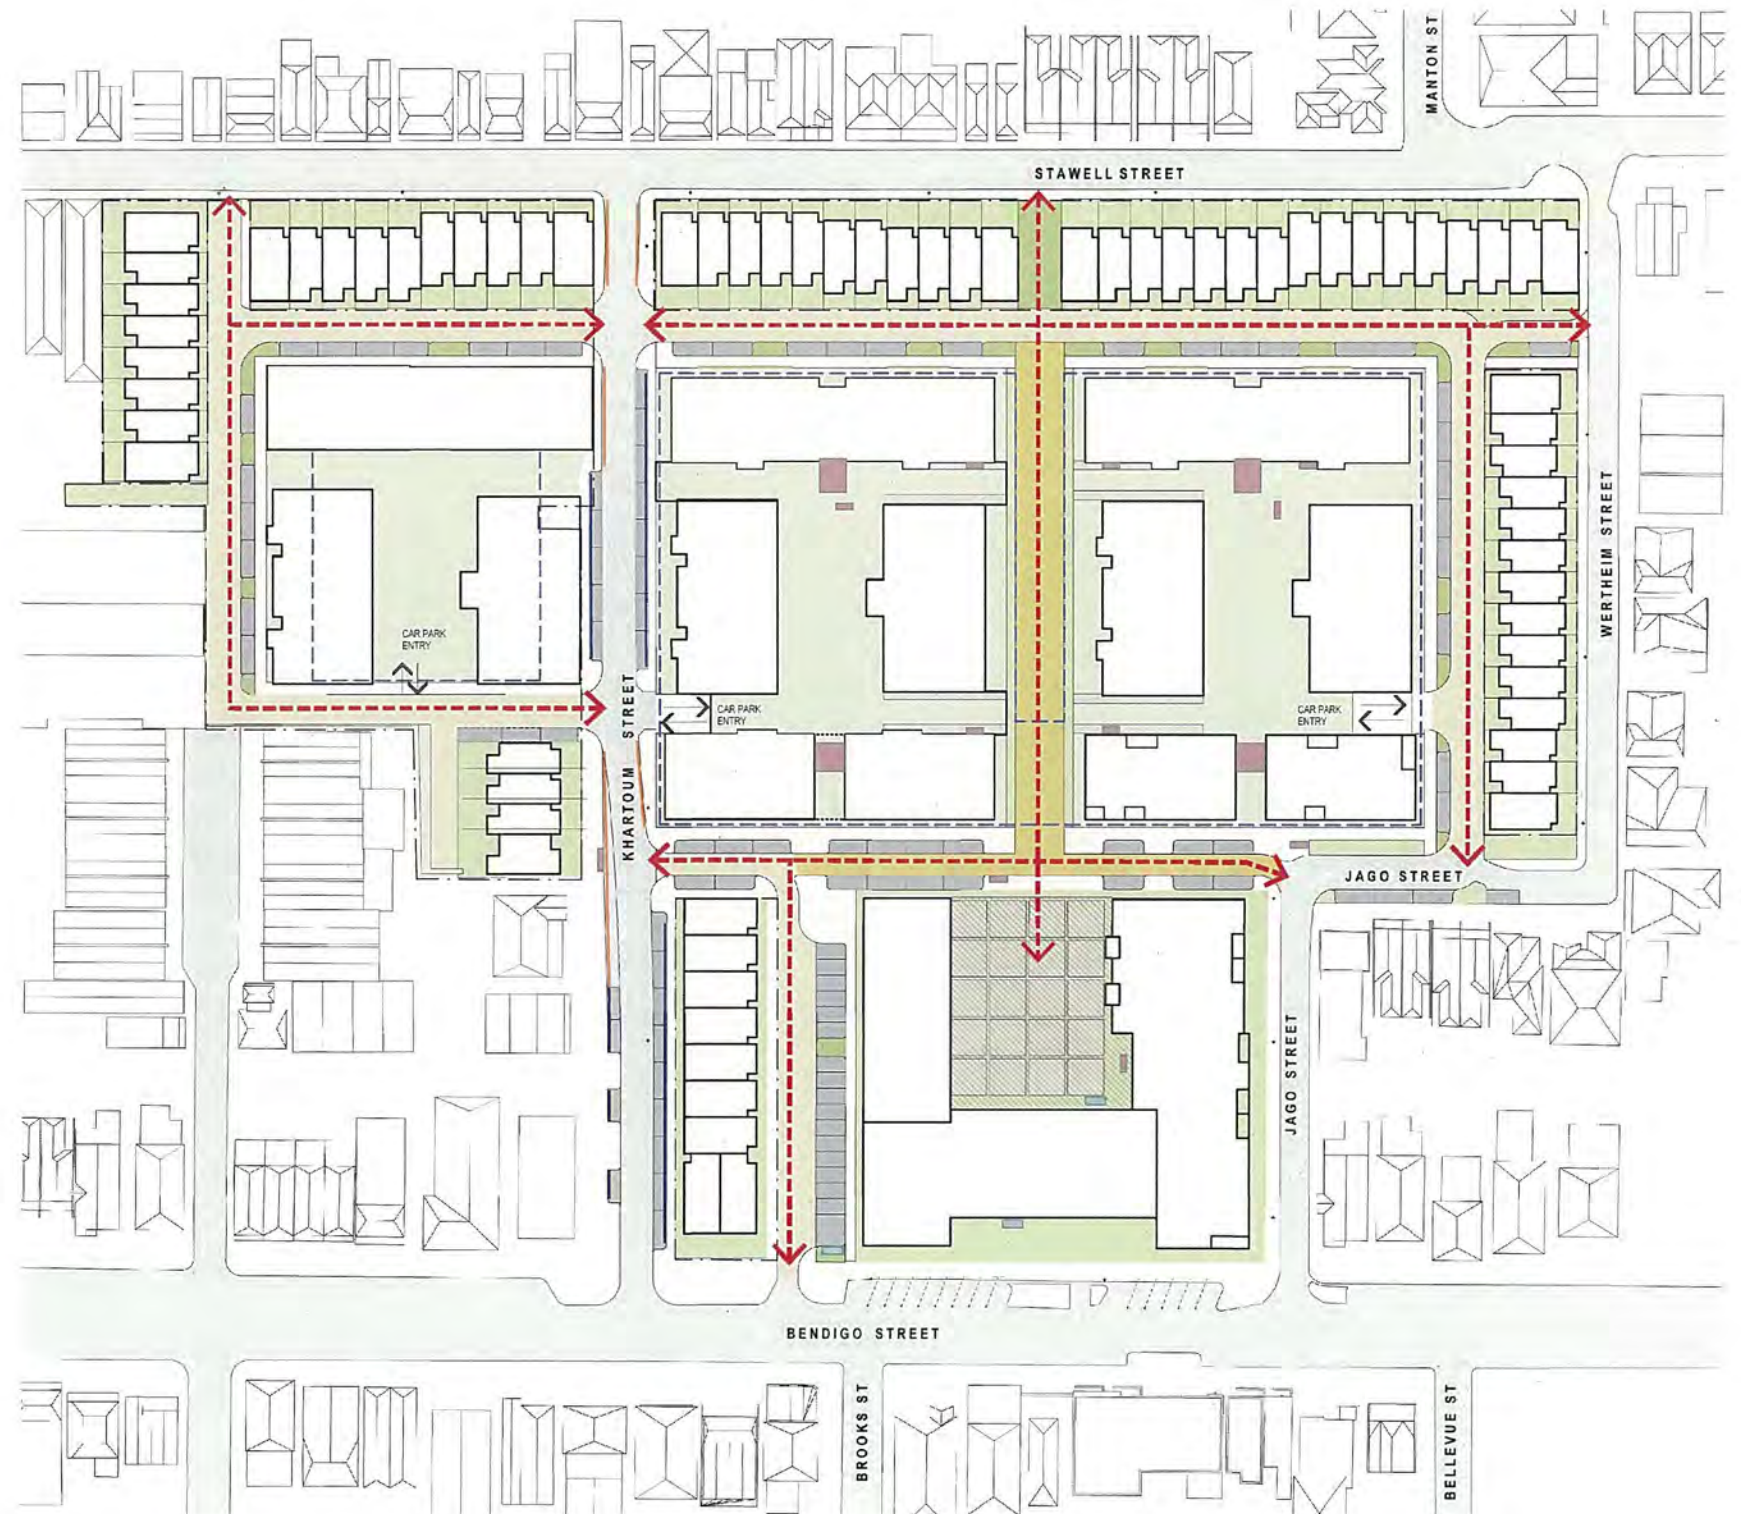 MANTON ST
STAWELL STREET
WERTHEIM STREET
CAR PARK
ENTRY
KHARTOUM STREET
CAR PARK
ENTRY
CAR PARK
ENTRY
JAGO STREET
JAGO STREET
BENDIGO STREET
BROOKS ST
BELLEVUE ST